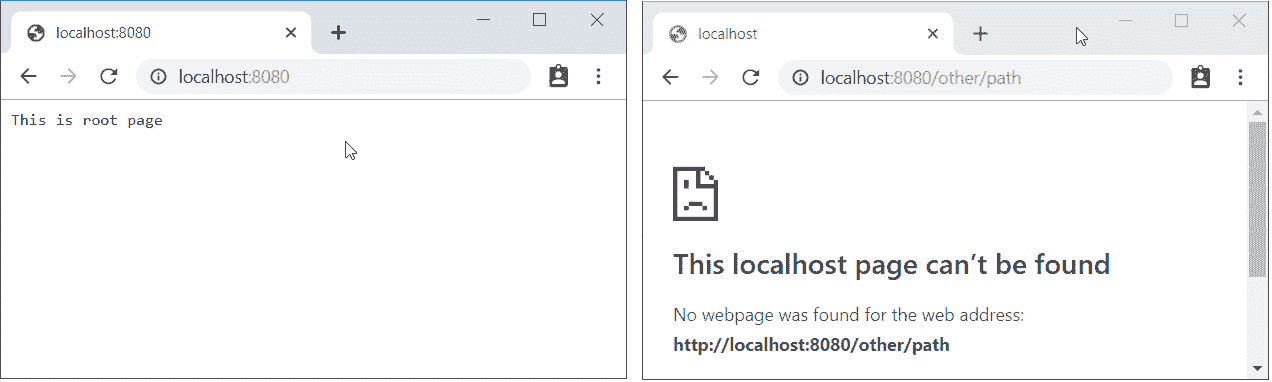 localhost:8080
localhost:8080
This is root page
localhost
localhost:8080/other/path
This localhost page can’t be found
No webpage was found for the web address:
http://localhost:8080/other/path